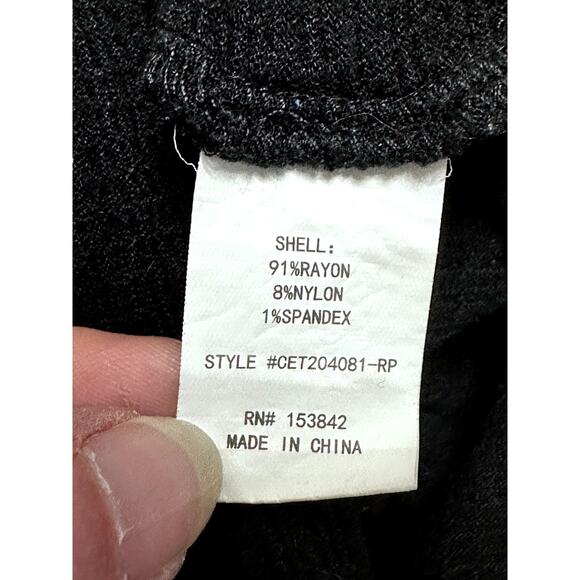 SHELL:
91%RAYON
8%NYLON
1%SPANDEX
STYLE #CET204081-RP
RN# 153842
MADE IN CHINA